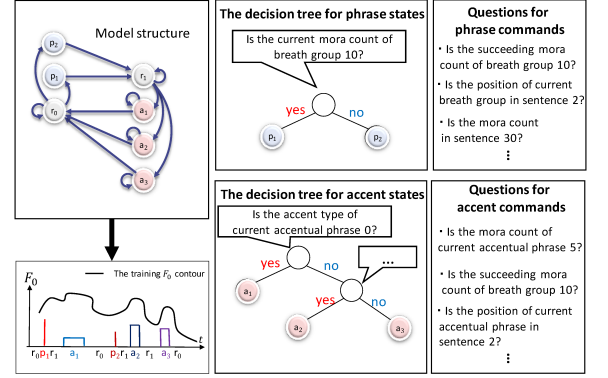 Model structure
p2
p1
r1
r0
a1
a2
a3
F0
The training F0 contour
t
r0 p1 r1 a1 r0 p2 r1 a2 r1 a3 r0
The decision tree for phrase states
Is the current mora count of
breath group 10?
yes
no
p1
p2
Questions for
phrase commands
・Is the succeeding mora
count of breath group 10?
・Is the position of current
breath group in sentence 2?
・Is the mora count
in sentence 30?
⋮
The decision tree for accent states
Is the accent type of
current accentual phrase 0?
...
yes
no
a1
yes
no
a2
a3
Questions for
accent commands
・Is the mora count of
current accentual phrase 5?
・Is the succeeding mora
count of breath group 10?
・Is the position of current
accentual phrase in
sentence 2?
⋮